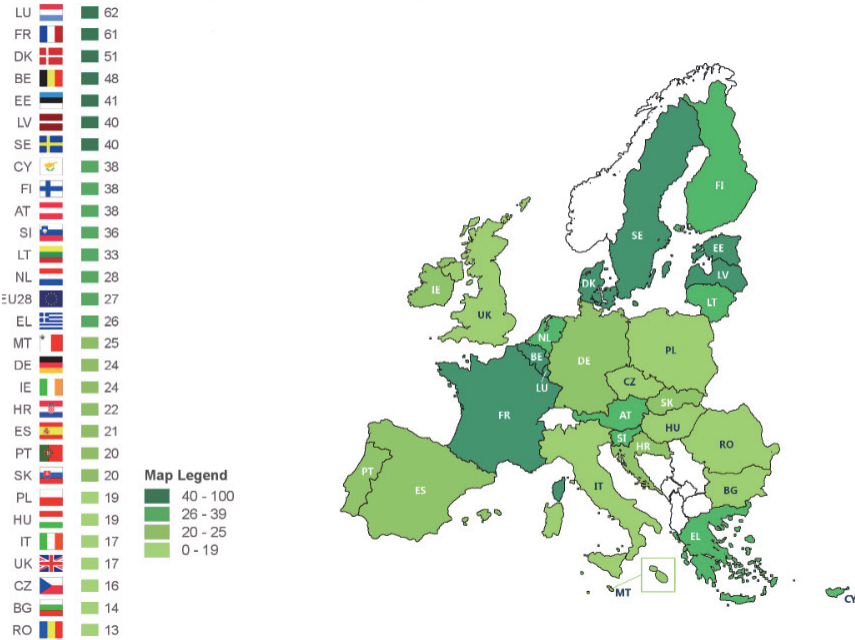 LU 62
FR 61
DK 51
BE 48
EE 41
LV 40
SE 40
CY 38
FI 38
AT 38
SI 36
LT 33
NL 28
EU28 27
EL 26
MT 25
DE 24
IE 24
HR 22
ES 21
PT 20
SK 20
PL 19
HU 19
IT 17
UK 17
CZ 16
BG 14
RO 13
Map Legend
40 - 100
26 - 39
20 - 25
0 - 19
FI
SE
EE
LV
DK
LT
IE
UK
NL
PL
BE
DE
LU
CZ
SK
FR
AT
HU
SI
HR
RO
PT
ES
IT
BG
EL
MT
CY